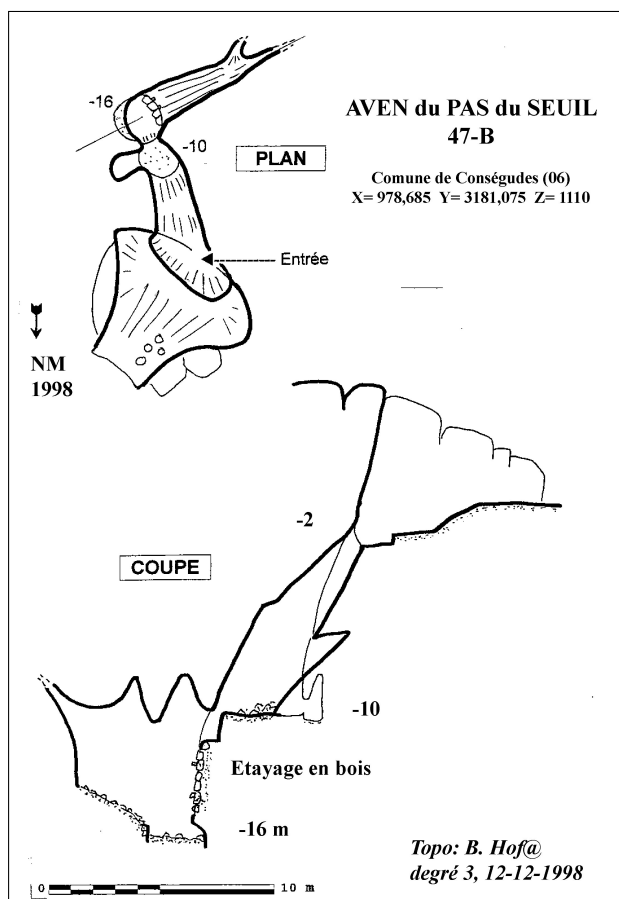 AVEN du PAS du SEUIL
47-B
Comune de Conségudes (06)
X= 978,685 Y= 3181,075 Z= 1110
-16
-10
PLAN
Entrée
NM
1998
-2
COUPE
-10
Etayage en bois
-16 m
Topo: B. Hof@
degré 3, 12-12-1998
0 10 m